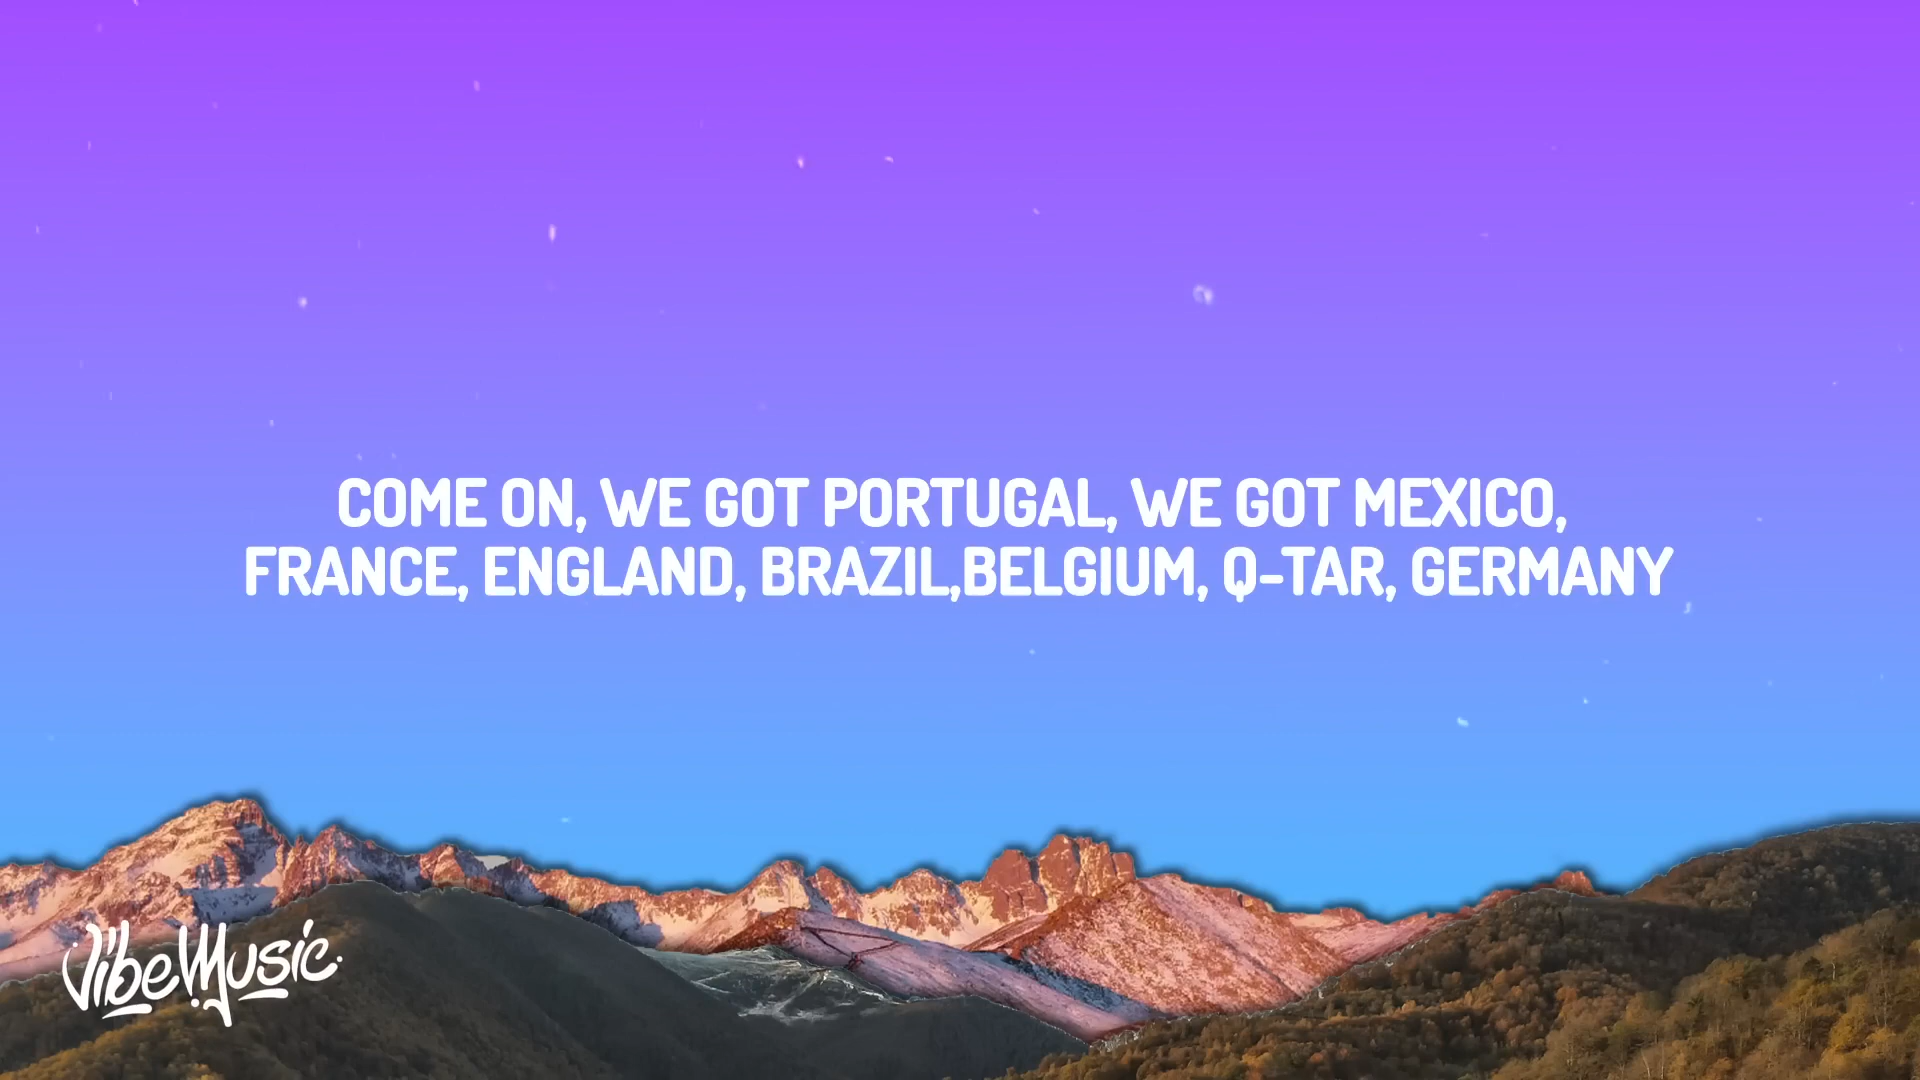 COME ON, WE GOT PORTUGAL, WE GOT MEXICO,
FRANCE, ENGLAND, BRAZIL,BELGIUM, Q-TAR, GERMANY
VibeMusic